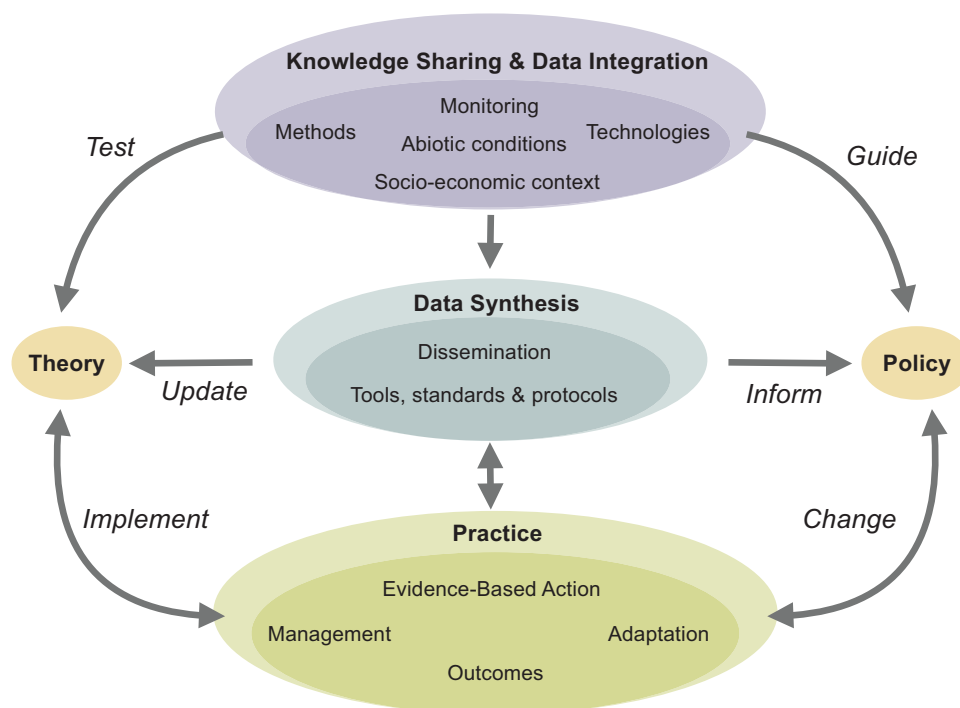 Knowledge Sharing & Data Integration
Monitoring
Methods
Technologies
Abiotic conditions
Socio-economic context
Test
Guide
Data Synthesis
Dissemination
Tools, standards & protocols
Theory
Policy
Update
Inform
Implement
Change
Practice
Evidence-Based Action
Management
Adaptation
Outcomes